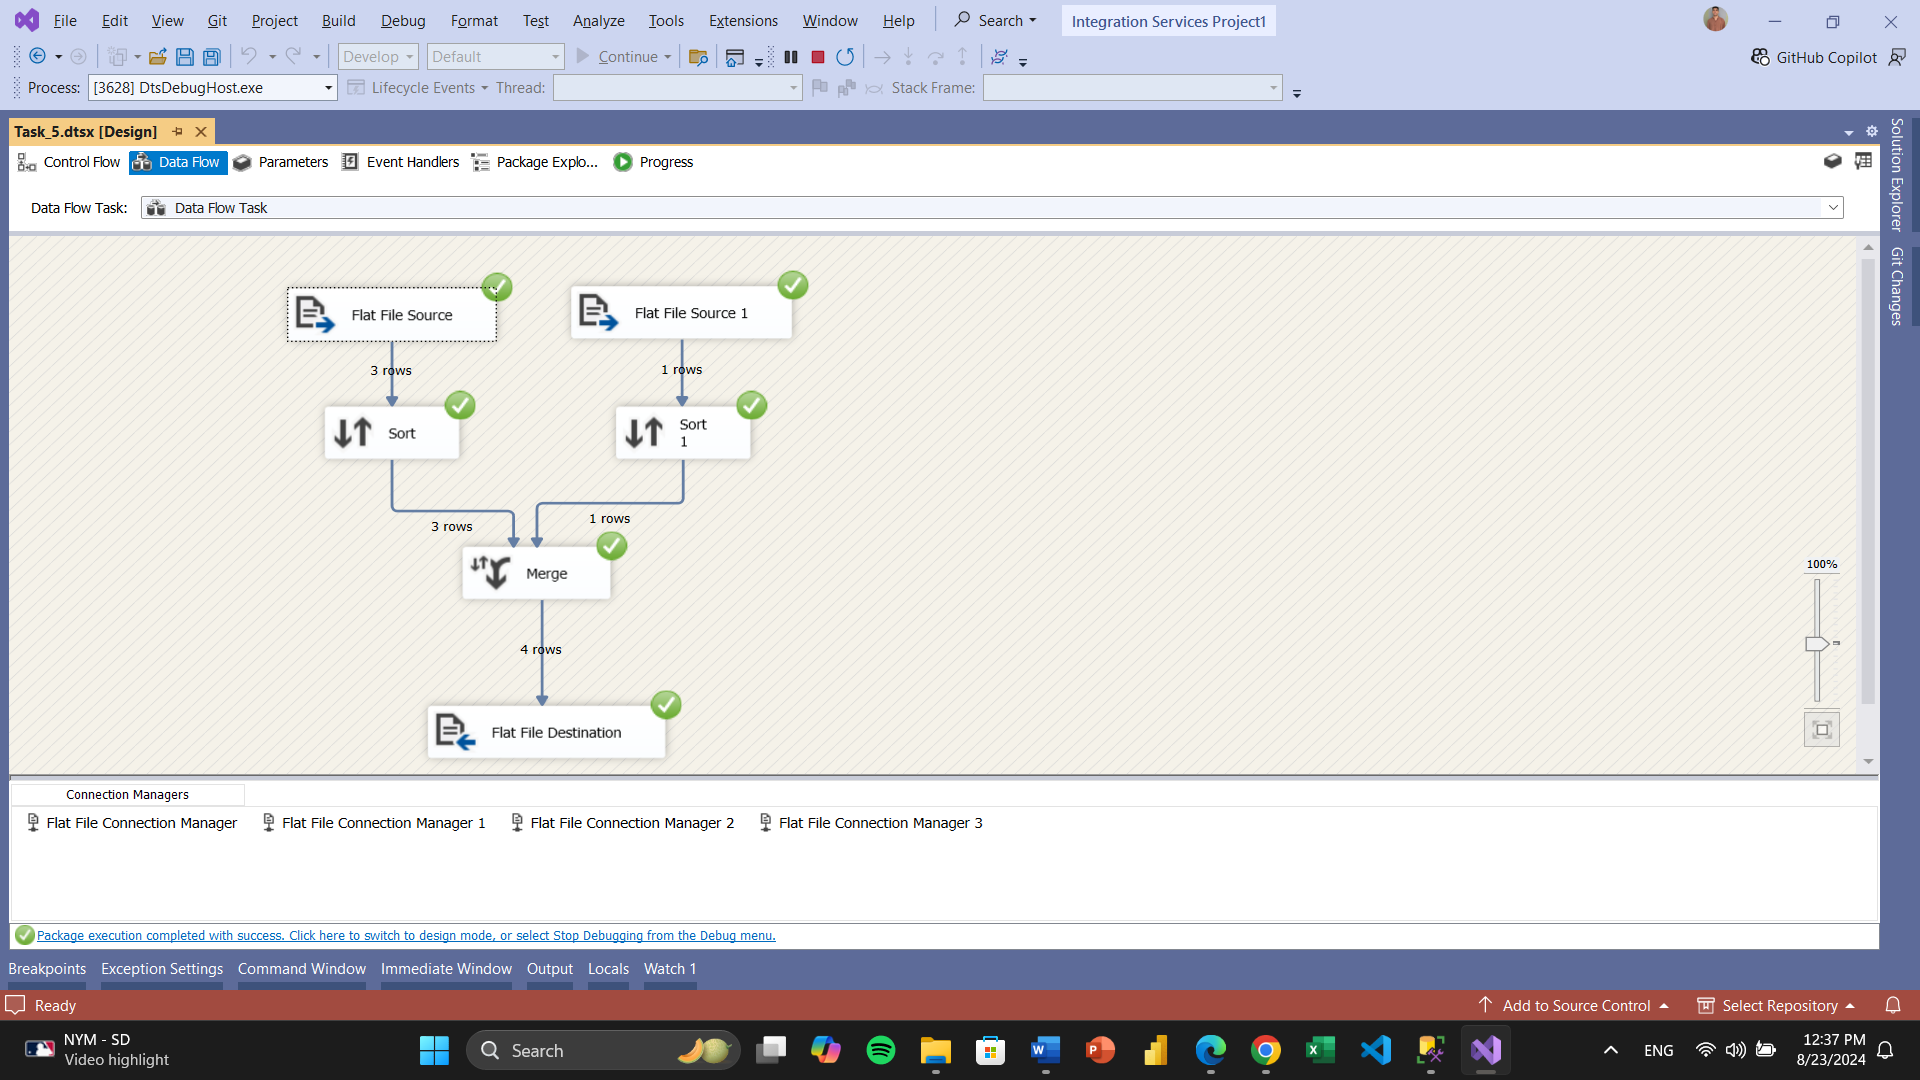 File Edit View Git Project Build Debug Format Test Analyze Tools Extensions Window Help Search Integration Services Project1
Develop Default Continue GitHub Copilot
Process: [3628] DtsDebugHost.exe Lifecycle Events Thread: Stack Frame:
Task_5.dtsx [Design]
Control Flow Data Flow Parameters Event Handlers Package Explo... Progress
Data Flow Task: Data Flow Task
Solution Explorer
Git Changes
Flat File Source
Flat File Source 1
3 rows
1 rows
Sort
Sort
1
3 rows
1 rows
Merge
4 rows
Flat File Destination
100%
Connection Managers
Flat File Connection Manager Flat File Connection Manager 1 Flat File Connection Manager 2 Flat File Connection Manager 3
Package execution completed with success. Click here to switch to design mode, or select Stop Debugging from the Debug menu.
Breakpoints Exception Settings Command Window Immediate Window Output Locals Watch 1
Ready Add to Source Control Select Repository
NYM - SD
Video highlight
Search
ENG
12:37 PM
8/23/2024